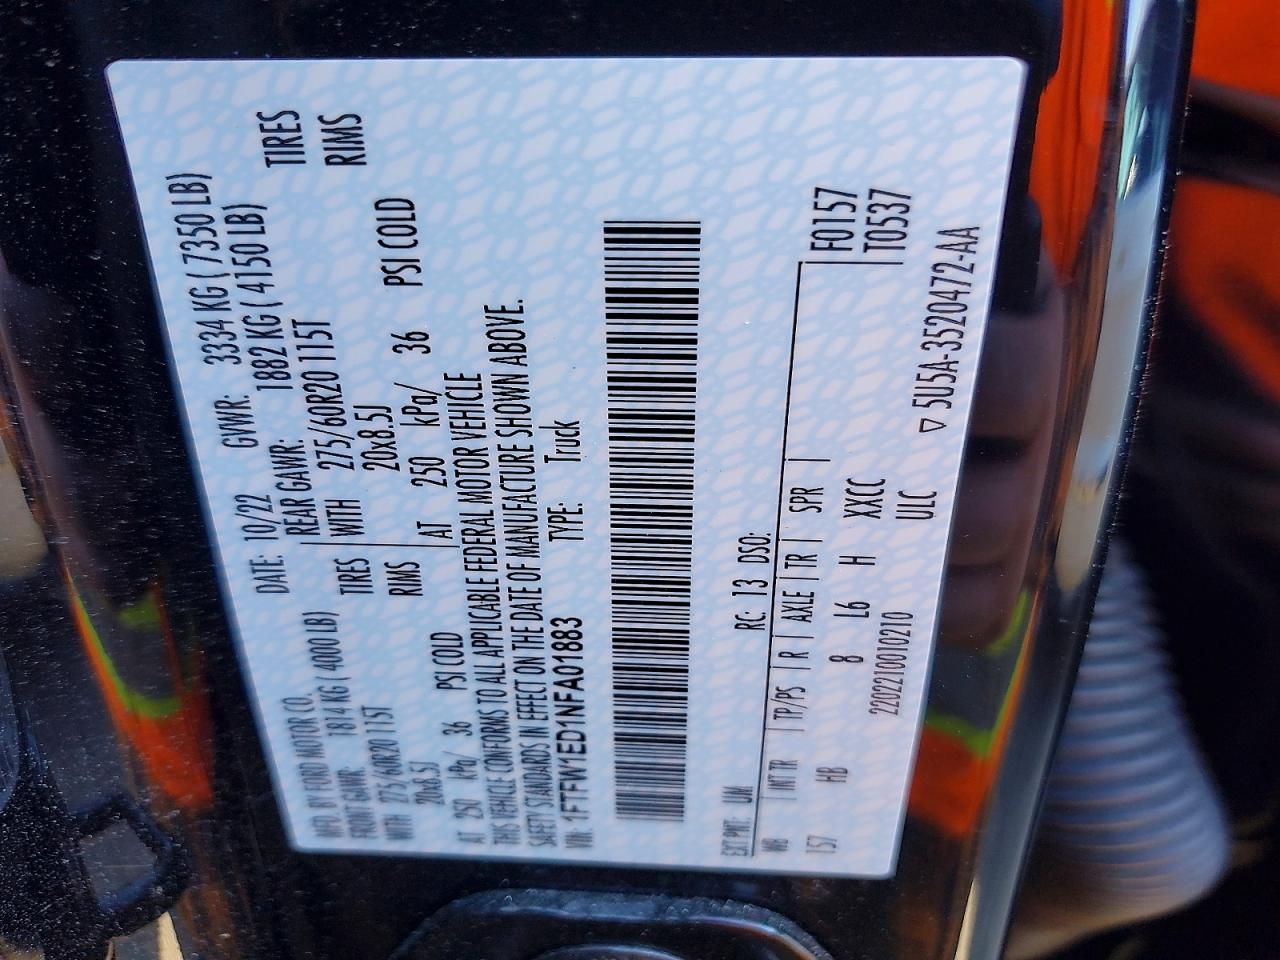 MFD. BY FORD MOTOR CO. DATE: 10/22 GVWR: 3334 KG ( 7350 LB)
FRONT GAWR: 1814 KG ( 4000 LB) REAR GAWR: 1882 KG ( 4150 LB)
WITH 275/60R20 115T TIRES WITH 275/60R20 115T TIRES
20x8.5J RIMS 20x8.5J RIMS
AT 250 kPa/ 36 PSI COLD AT 250 kPa/ 36 PSI COLD
THIS VEHICLE CONFORMS TO ALL APPLICABLE FEDERAL MOTOR VEHICLE
SAFETY STANDARDS IN EFFECT ON THE DATE OF MANUFACTURE SHOWN ABOVE.
VIN: 1FTFW1ED1NFA01883 TYPE: Truck
EXT PNT: UM RC: 13 DSO:
WB INT TR TP/PS R AXLE TR SPR F0157
157 HB 8 L6 H XXCC T0537
2202210010210 ULC
▽ 5U5A-3520472-AA